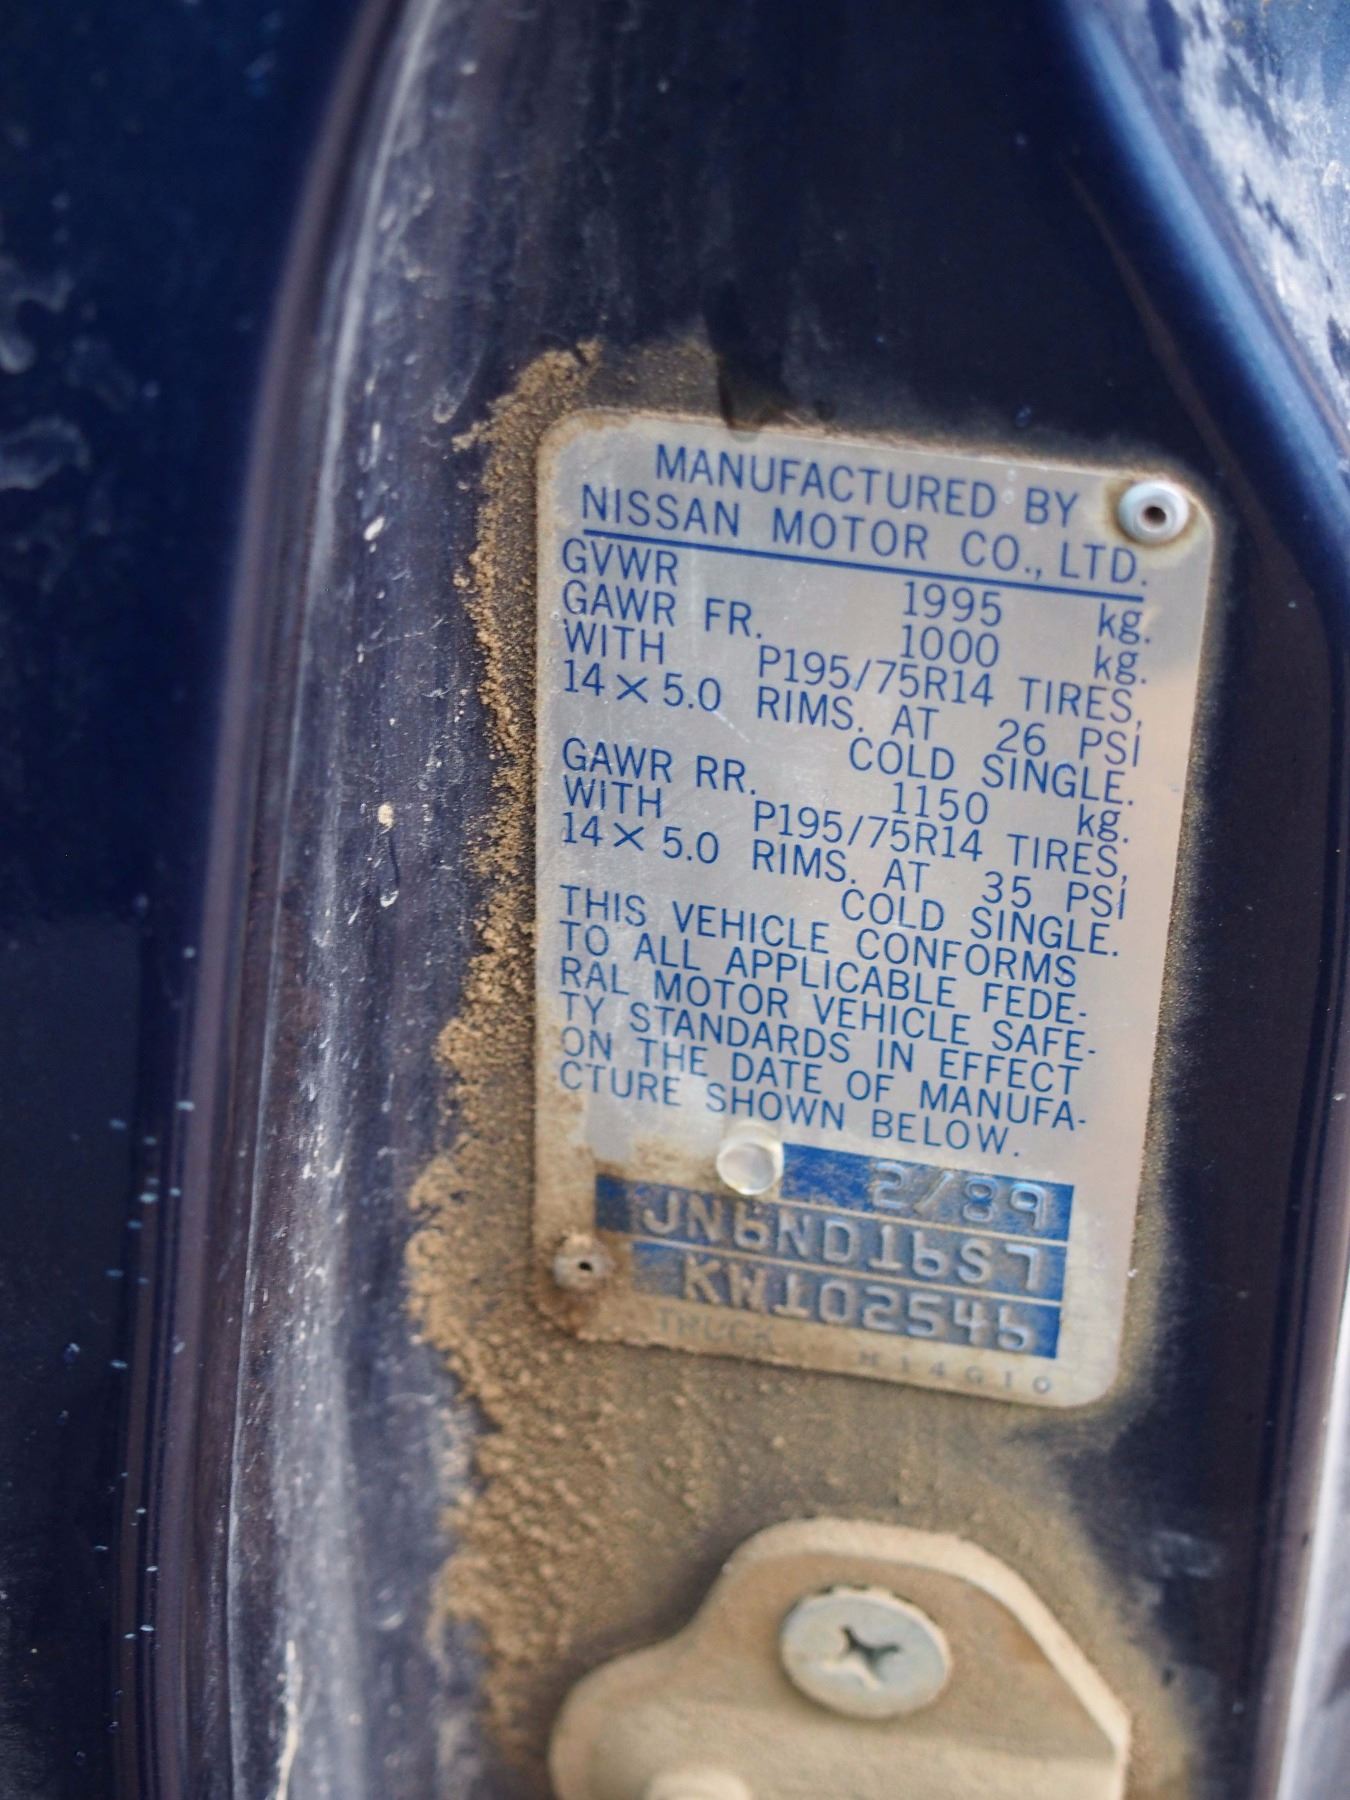 MANUFACTURED BY
NISSAN MOTOR CO., LTD.
GVWR 1995 kg.
GAWR FR. 1000 kg.
WITH P195/75R14 TIRES,
14×5.0 RIMS. AT 26 PSI
COLD SINGLE.
GAWR RR. 1150 kg.
WITH P195/75R14 TIRES,
14×5.0 RIMS. AT 35 PSI
COLD SINGLE.
THIS VEHICLE CONFORMS
TO ALL APPLICABLE FEDE-
RAL MOTOR VEHICLE SAFE-
TY STANDARDS IN EFFECT
ON THE DATE OF MANUFA-
CTURE SHOWN BELOW.
2/89
JN6ND16S7
KW102546
TRUCK N14G10